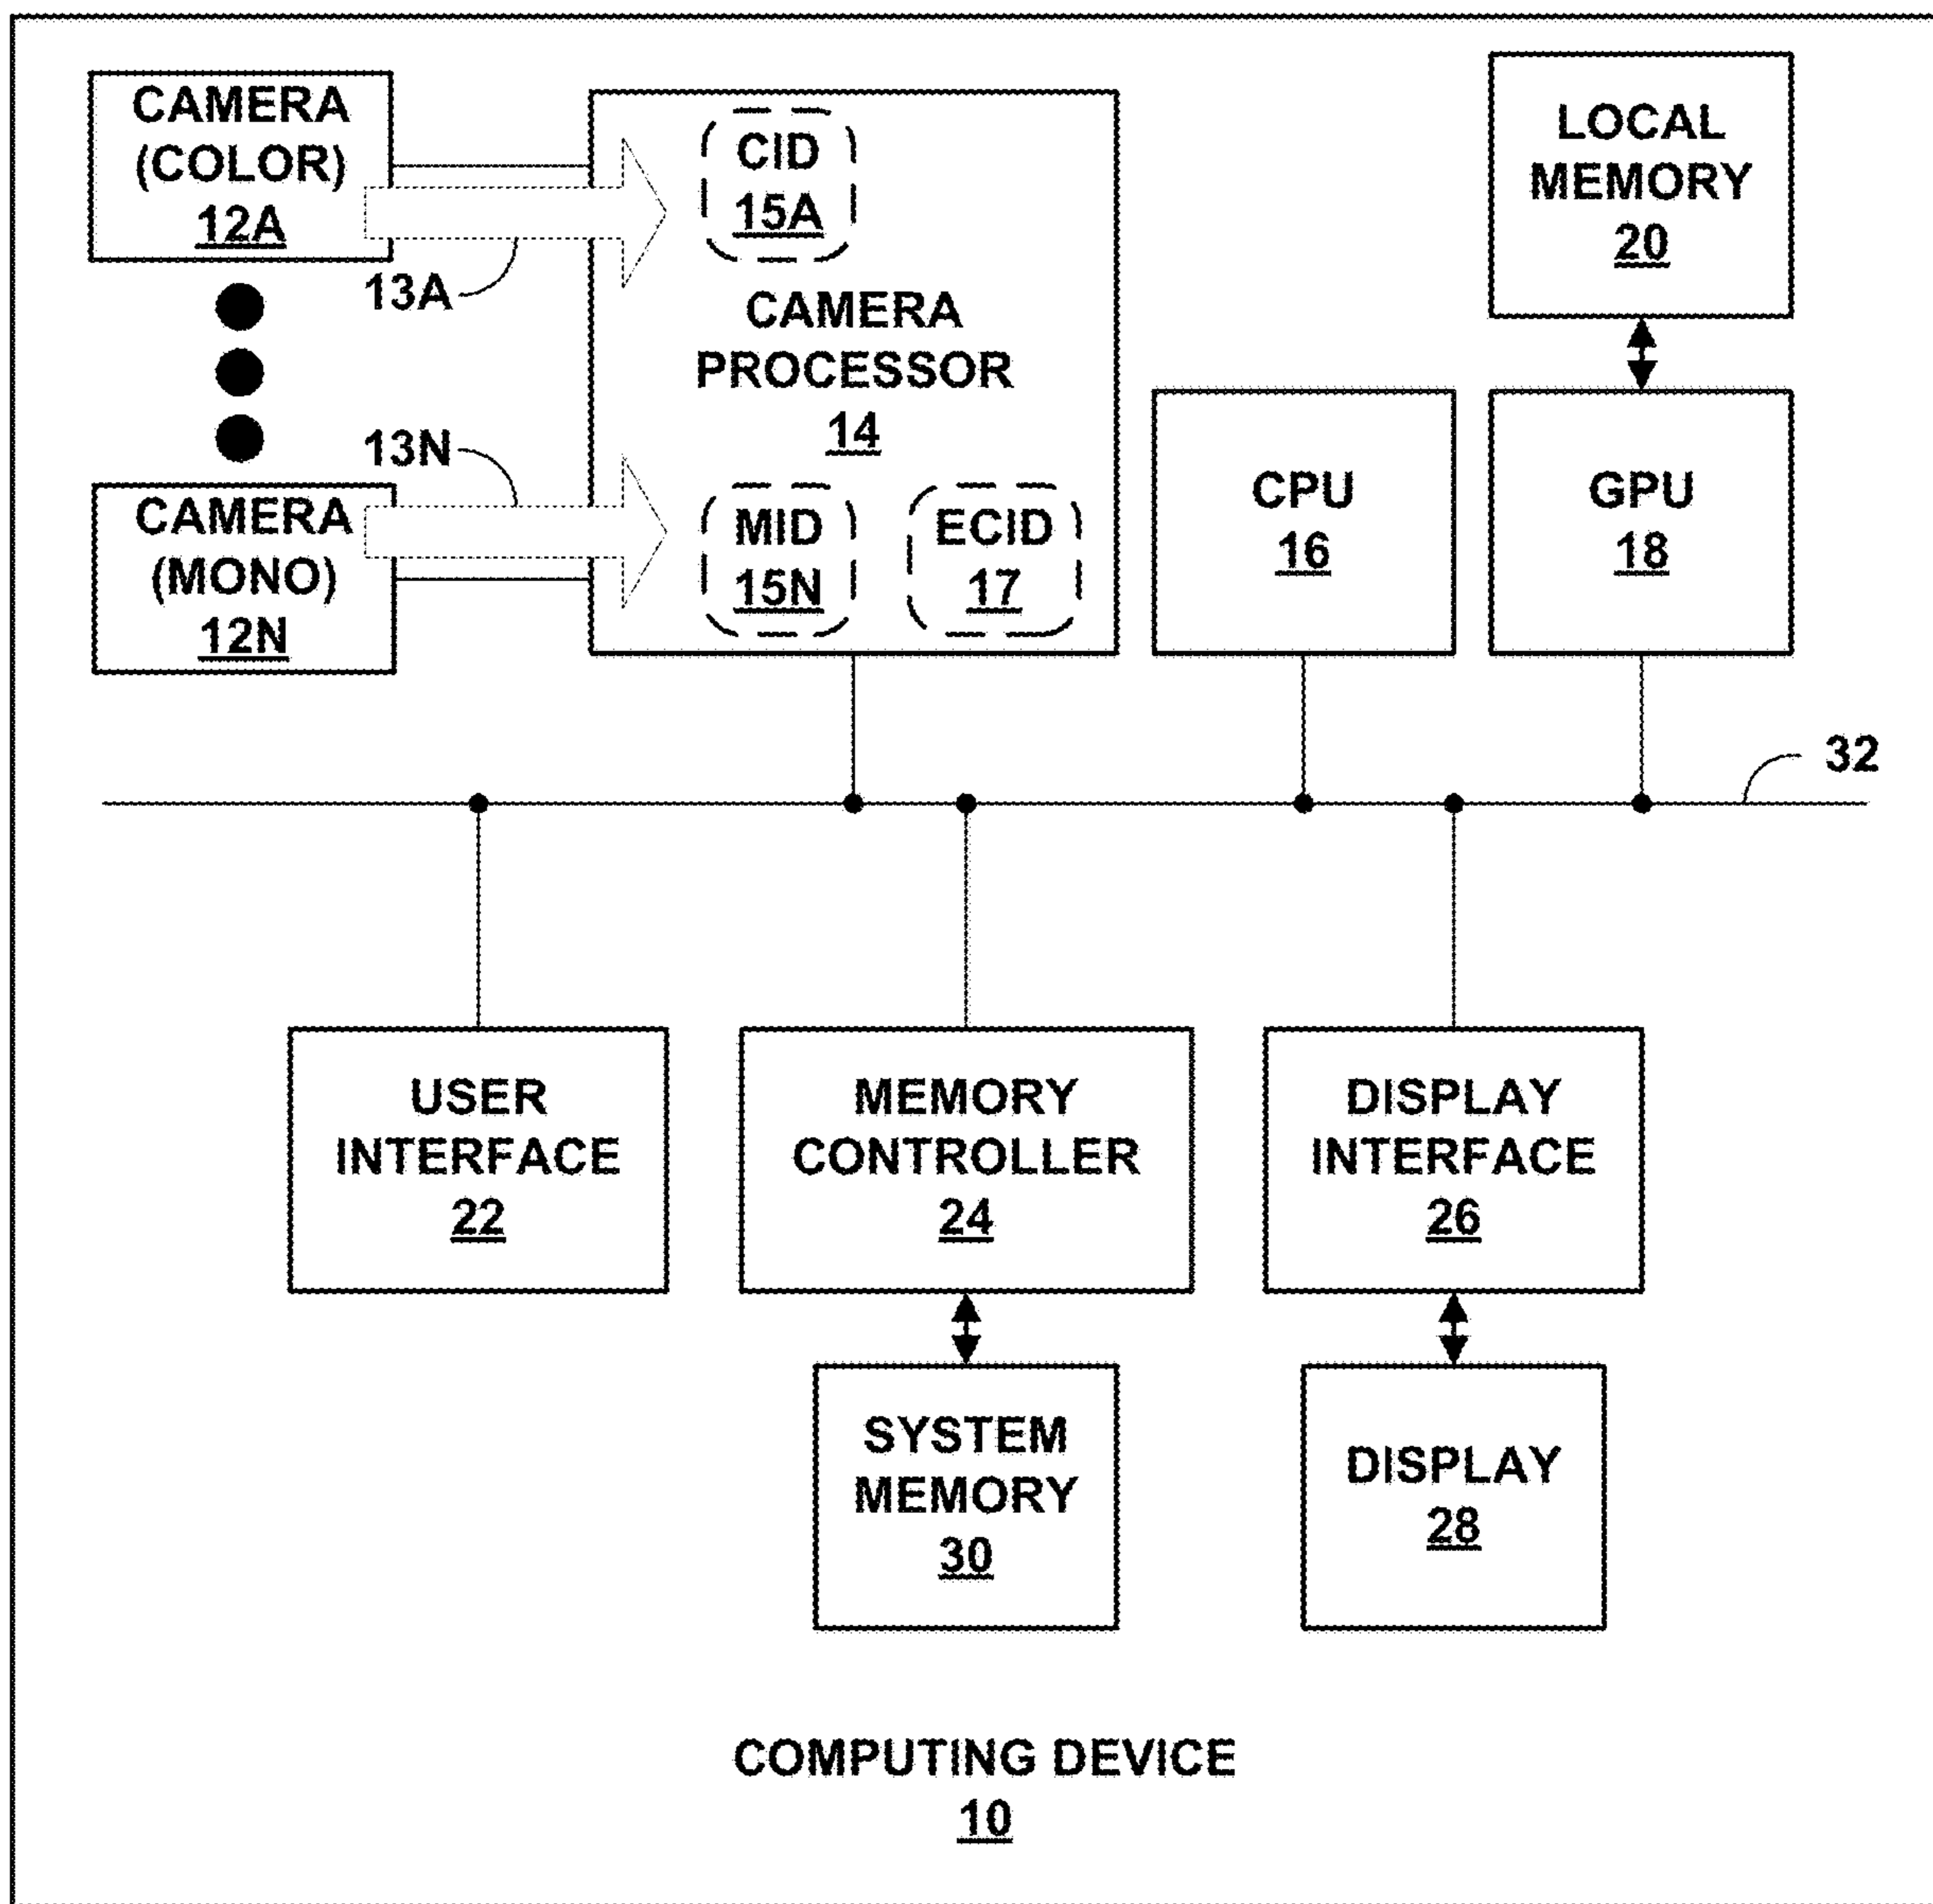 CAMERA
(COLOR)
12A
13A
CID
15A
CAMERA
PROCESSOR
14
LOCAL
MEMORY
20
13N
CAMERA
(MONO)
12N
MID
15N
ECID
17
CPU
16
GPU
18
32
USER
INTERFACE
22
MEMORY
CONTROLLER
24
DISPLAY
INTERFACE
26
SYSTEM
MEMORY
30
DISPLAY
28
COMPUTING DEVICE
10